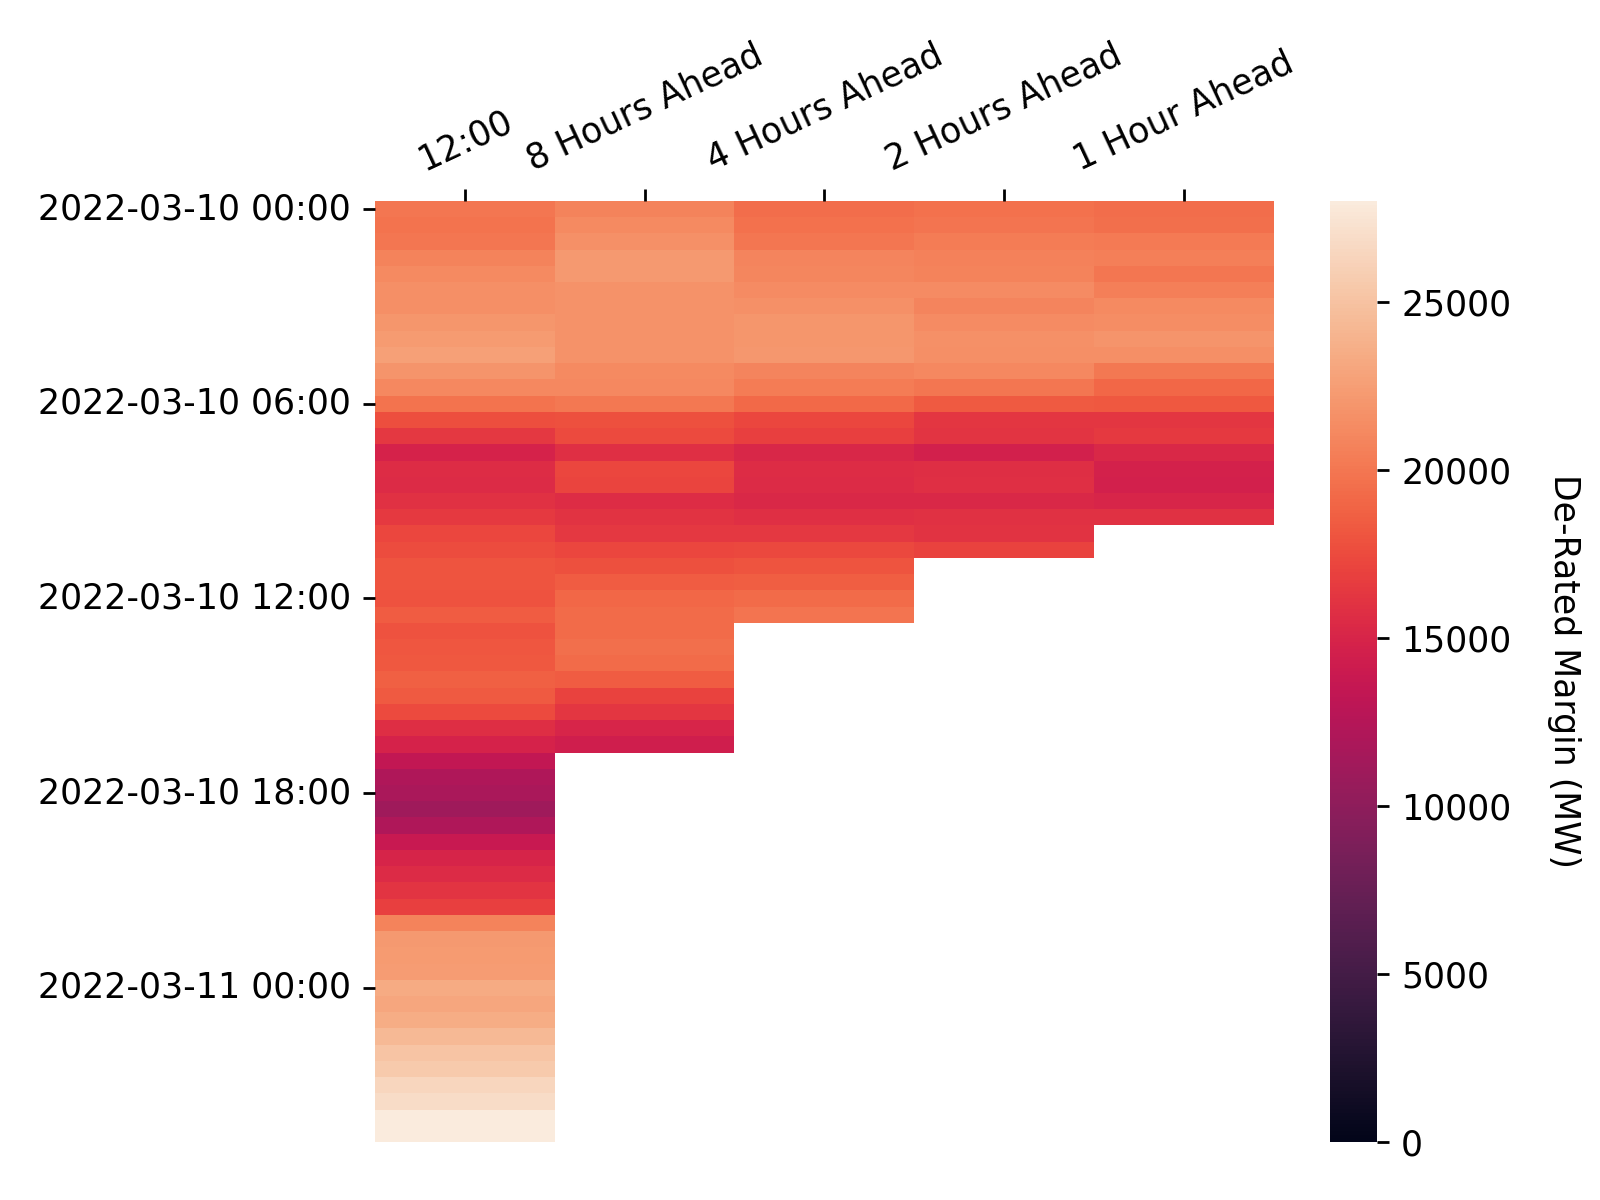 12:00
8 Hours Ahead
4 Hours Ahead
2 Hours Ahead
1 Hour Ahead
2022-03-10 00:00
2022-03-10 06:00
2022-03-10 12:00
2022-03-10 18:00
2022-03-11 00:00
25000
20000
15000
10000
5000
0
De-Rated Margin (MW)